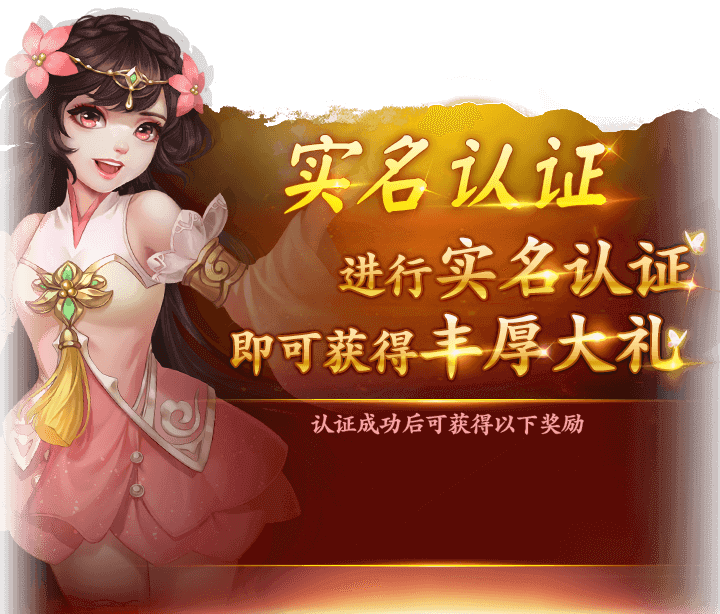 实名认证
进行实名认证
即可获得丰厚大礼
认证成功后可获得以下奖励